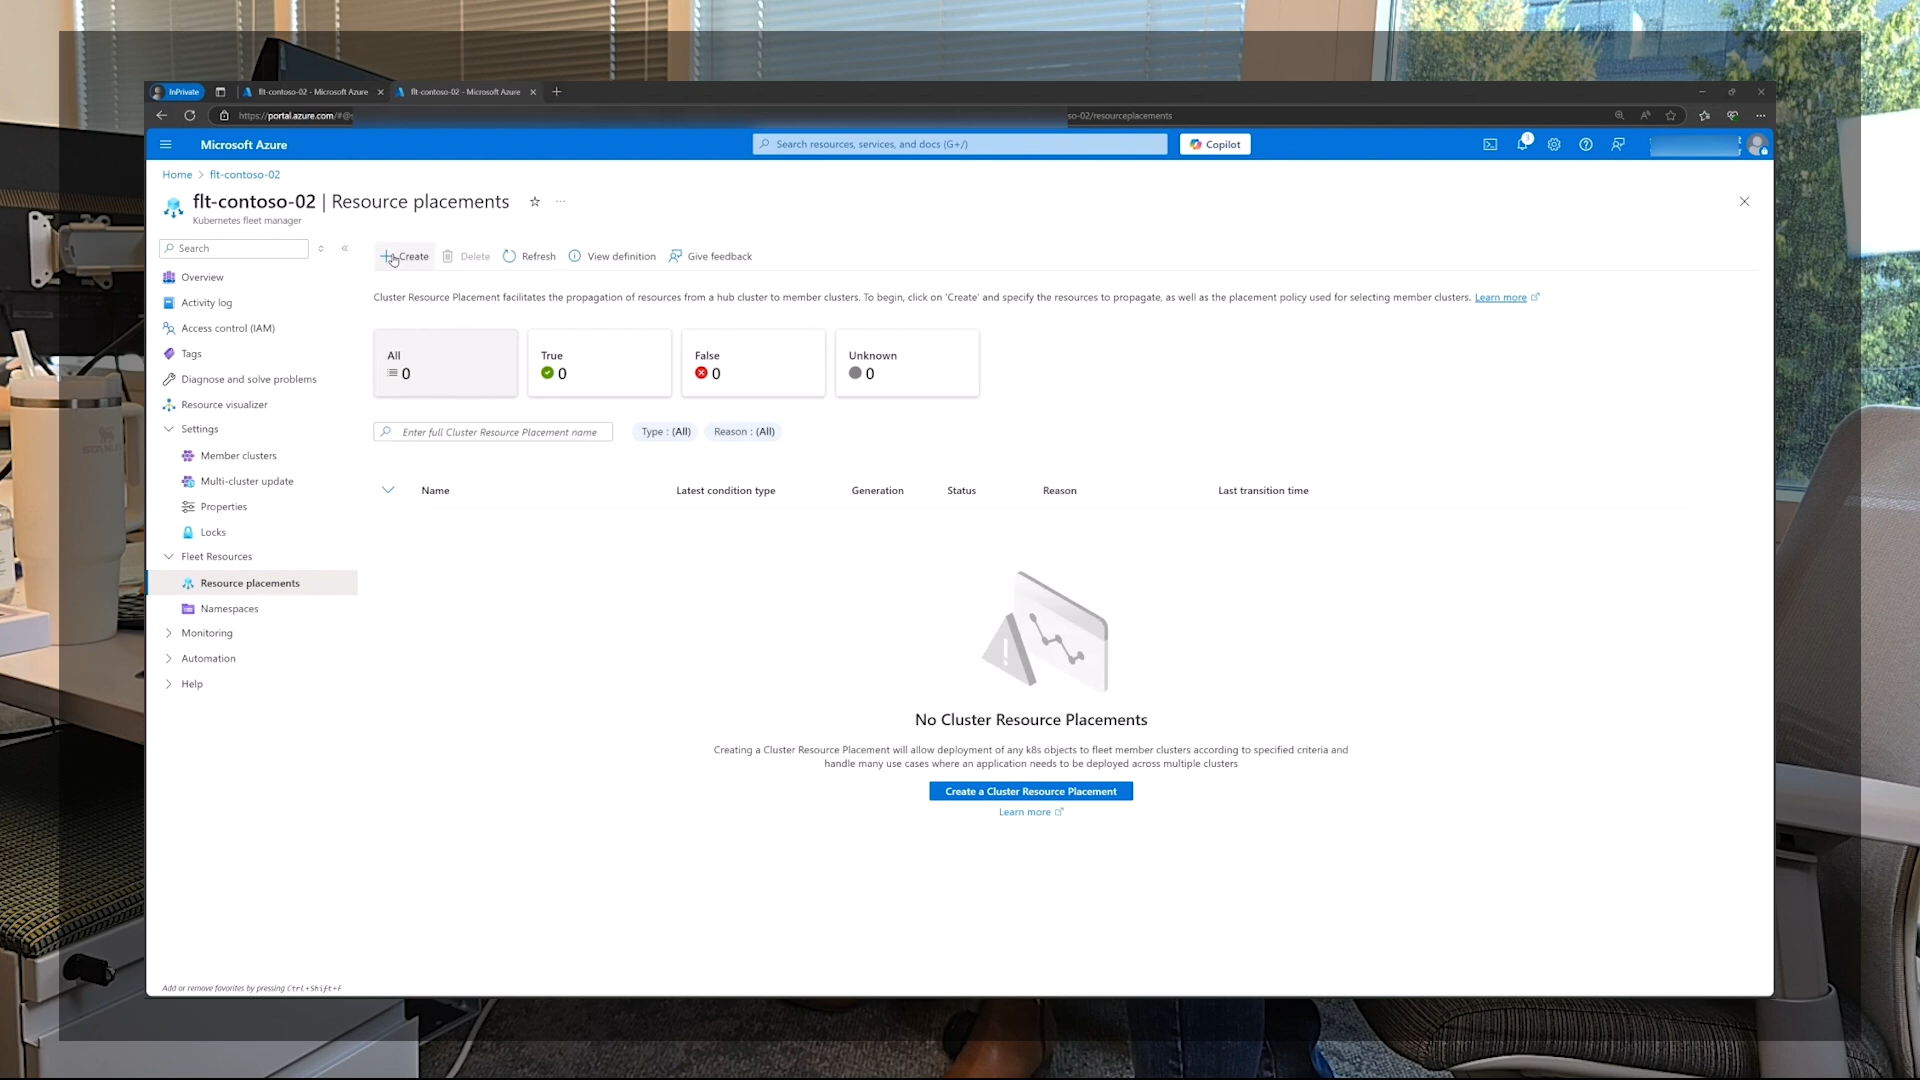 InPrivate
flt-contoso-02 - Microsoft Azure
flt-contoso-02 - Microsoft Azure
https://portal.azure.com/#@
so-02/resourceplacements
Microsoft Azure
Search resources, services, and docs (G+/)
Copilot
3
Home > flt-contoso-02
flt-contoso-02 | Resource placements
Kubernetes fleet manager
Search
Overview
Activity log
Access control (IAM)
Tags
Diagnose and solve problems
Resource visualizer
Settings
Member clusters
Multi-cluster update
Properties
Locks
Fleet Resources
Resource placements
Namespaces
Monitoring
Automation
Help
Add or remove favorites by pressing Ctrl+Shift+F
Create
Delete
Refresh
View definition
Give feedback
Cluster Resource Placement facilitates the propagation of resources from a hub cluster to member clusters. To begin, click on 'Create' and specify the resources to propagate, as well as the placement policy used for selecting member clusters. Learn more
All
0
True
0
False
0
Unknown
0
Enter full Cluster Resource Placement name
Type : (All)
Reason : (All)
Name
Latest condition type
Generation
Status
Reason
Last transition time
No Cluster Resource Placements
Creating a Cluster Resource Placement will allow deployment of any k8s objects to fleet member clusters according to specified criteria and
handle many use cases where an application needs to be deployed across multiple clusters
Create a Cluster Resource Placement
Learn more